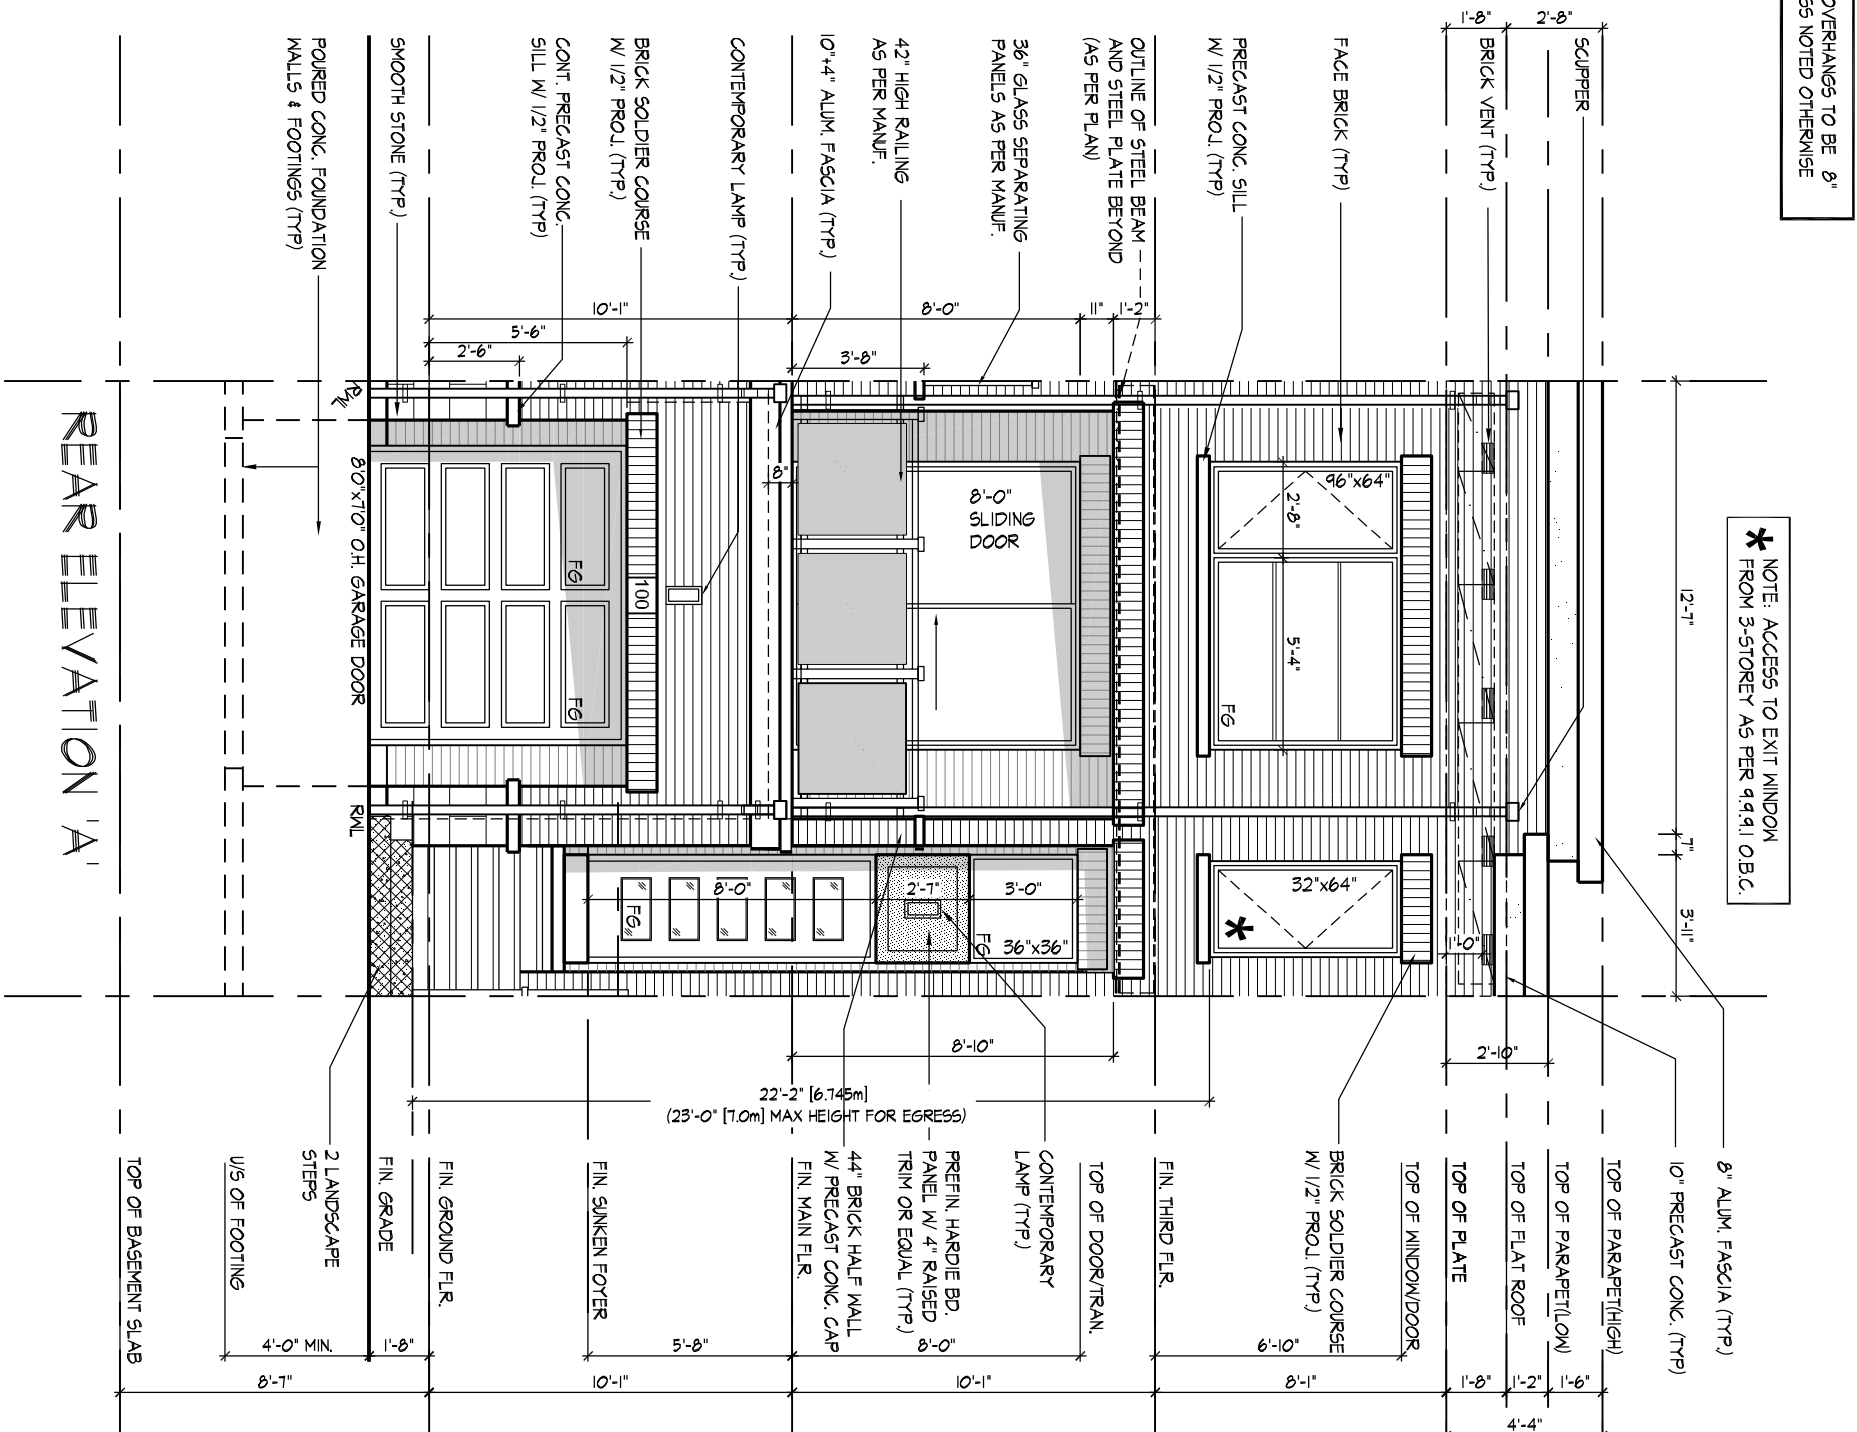 OVERHANGS TO BE 8"
SS NOTED OTHERWISE
* NOTE: ACCESS TO EXIT WINDOW
FROM 3-STOREY AS PER 9.9.9.1 O.B.C.
SCUPPER
BRICK VENT (TYP.)
FACE BRICK (TYP)
PRECAST CONC. SILL
W/ 1/2" PROJ. (TYP)
OUTLINE OF STEEL BEAM
AND STEEL PLATE BEYOND
(AS PER PLAN)
36" GLASS SEPARATING
PANELS AS PER MANUF.
42" HIGH RAILING
AS PER MANUF.
10"+4" ALUM. FASCIA (TYP.)
CONTEMPORARY LAMP (TYP.)
BRICK SOLDIER COURSE
W/ 1/2" PROJ. (TYP.)
CONT. PRECAST CONC.
SILL W/ 1/2" PROJ. (TYP)
SMOOTH STONE (TYP.)
POURED CONC. FOUNDATION
WALLS & FOOTINGS (TYP)
2'-8"
1'-8"
1'-2"
11"
8'-0"
3'-8"
10'-1"
5'-6"
2'-6"
12'-7"
7"
3'-11"
96"x64"
2'-8"
5'-4"
FG
32"x64"
*
1'-0"
8'-0"
SLIDING
DOOR
8"
100
FG
FG
8'0"x7'0" O.H. GARAGE DOOR
RWL
RWL
3'-0"
36"x36"
FG
2'-7"
8'-0"
FG
2'-10"
8'-10"
22'-2" [6.745m]
(23'-0" [7.0m] MAX HEIGHT FOR EGRESS)
8" ALUM. FASCIA (TYP.)
10" PRECAST CONC. (TYP)
TOP OF PARAPET(HIGH)
TOP OF PARAPET(LOW)
TOP OF FLAT ROOF
TOP OF PLATE
TOP OF WINDOW/DOOR
BRICK SOLDIER COURSE
W/ 1/2" PROJ. (TYP.)
FIN. THIRD FLR.
TOP OF DOOR/TRAN.
CONTEMPORARY
LAMP (TYP.)
PREFIN. HARDIE BD.
PANEL W/ 4" RAISED
TRIM OR EQUAL (TYP.)
44" BRICK HALF WALL
W/ PRECAST CONC. CAP
FIN. MAIN FLR.
FIN. SUNKEN FOYER
FIN. GROUND FLR.
FIN. GRADE
2 LANDSCAPE
STEPS
U/S OF FOOTING
TOP OF BASEMENT SLAB
6'-10"
8'-0"
5'-8"
1'-8"
4'-0" MIN.
1'-6"
1'-2"
1'-8"
8'-1"
10'-1"
10'-1"
8'-7"
4'-4"
REAR ELEVATION 'A'